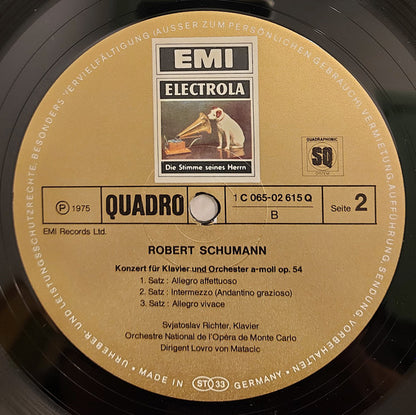 URHEBER- UND LEISTUNGSSCHUTZRECHTE, BESONDERS VERVIELFÄLTIGUNG (AUSSER ZUM PERSÖNLICHEN GEBRAUCH), VERMIETUNG, AUFFÜHRUNG, SENDUNG, VORBEHALTEN
EMI
ELECTROLA
Die Stimme seines Herrn
QUADRAPHONIC
SQ
Ⓟ 1975
QUADRO
1 C 065-02 615 Q
B
Seite 2
EMI Records Ltd.
ROBERT SCHUMANN
Konzert für Klavier und Orchester a-moll op. 54
1. Satz: Allegro affettuoso
2. Satz: Intermezzo (Andantino grazioso)
3. Satz: Allegro vivace
Svjatoslav Richter, Klavier
Orchestre National de l'Opéra de Monte Carlo
Dirigent Lovro von Matacic
· MADE IN STO 33 GERMANY ·